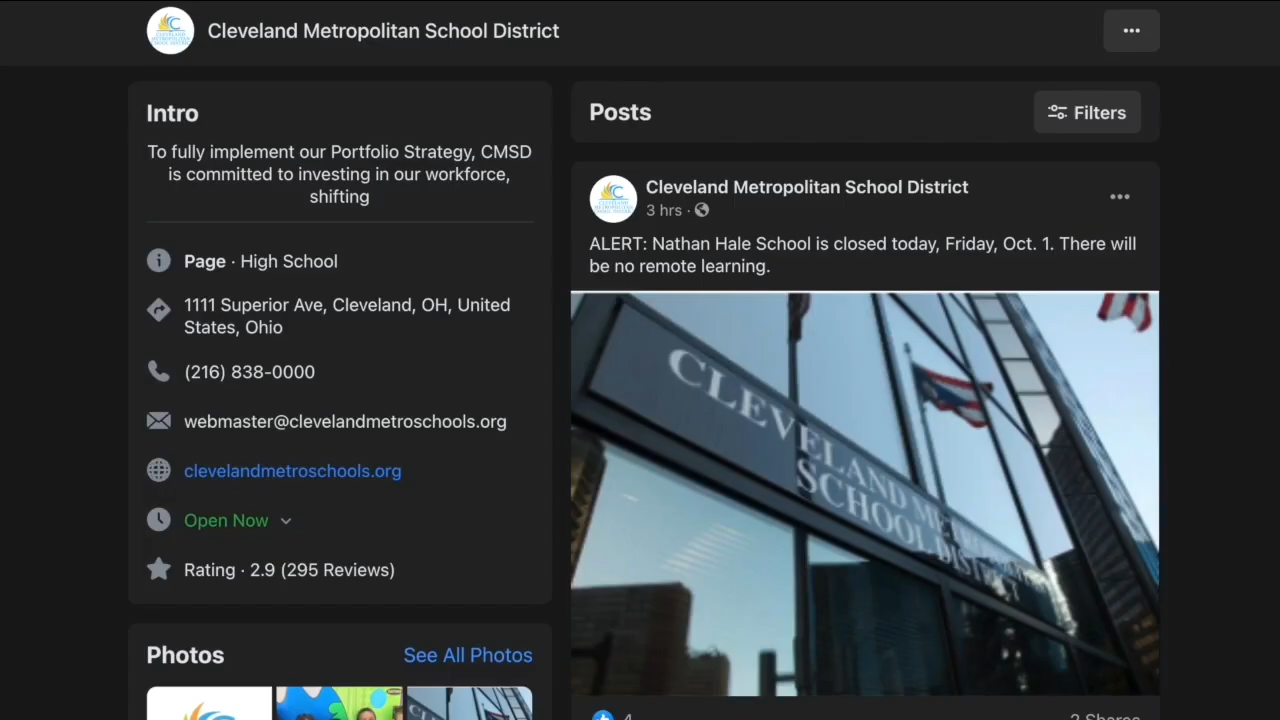 Cleveland Metropolitan School District
Intro
To fully implement our Portfolio Strategy, CMSD
is committed to investing in our workforce,
shifting
Page · High School
1111 Superior Ave, Cleveland, OH, United
States, Ohio
(216) 838-0000
webmaster@clevelandmetroschools.org
clevelandmetroschools.org
Open Now
Rating · 2.9 (295 Reviews)
Photos
See All Photos
Posts
Filters
Cleveland Metropolitan School District
3 hrs ·
ALERT: Nathan Hale School is closed today, Friday, Oct. 1. There will
be no remote learning.
CLEVELAND METROPOLITAN
SCHOOL DISTRICT
4
2 Shares